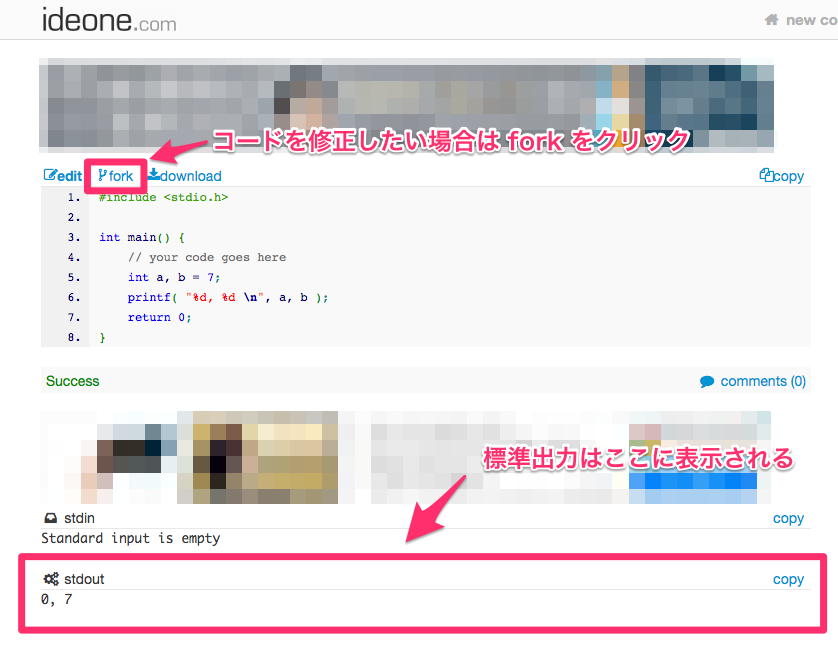 ideone.com
new co
コードを修正したい場合は fork をクリック
edit fork download copy
1. #include <stdio.h>
2.
3. int main() {
4. // your code goes here
5. int a, b = 7;
6. printf( "%d, %d \n", a, b );
7. return 0;
8. }
Success comments (0)
標準出力はここに表示される
stdin copy
Standard input is empty
stdout copy
0, 7